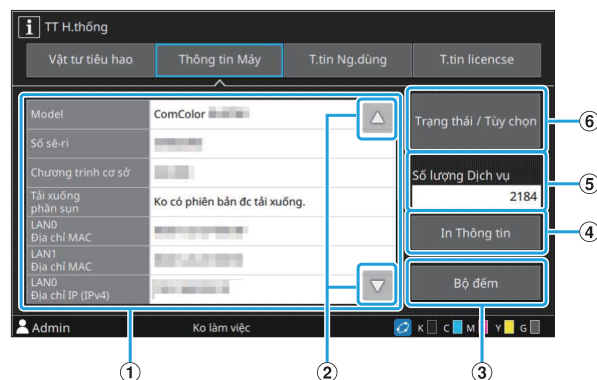 TT H.thống
Vật tư tiêu hao
Thông tin Máy
T.tin Ng.dùng
T.tin licencse
Model
ComColor
Số sê-ri
Chương trình cơ sở
Tải xuống
phần sụn
Ko có phiên bản đc tải xuống.
LAN0
Địa chỉ MAC
LAN1
Địa chỉ MAC
LAN0
Địa chỉ IP (IPv4)
Trạng thái / Tùy chọn
6
Số lượng Dịch vụ
2184
5
In Thông tin
4
Bộ đếm
Admin
Ko làm việc
K C M Y G
1
2
3